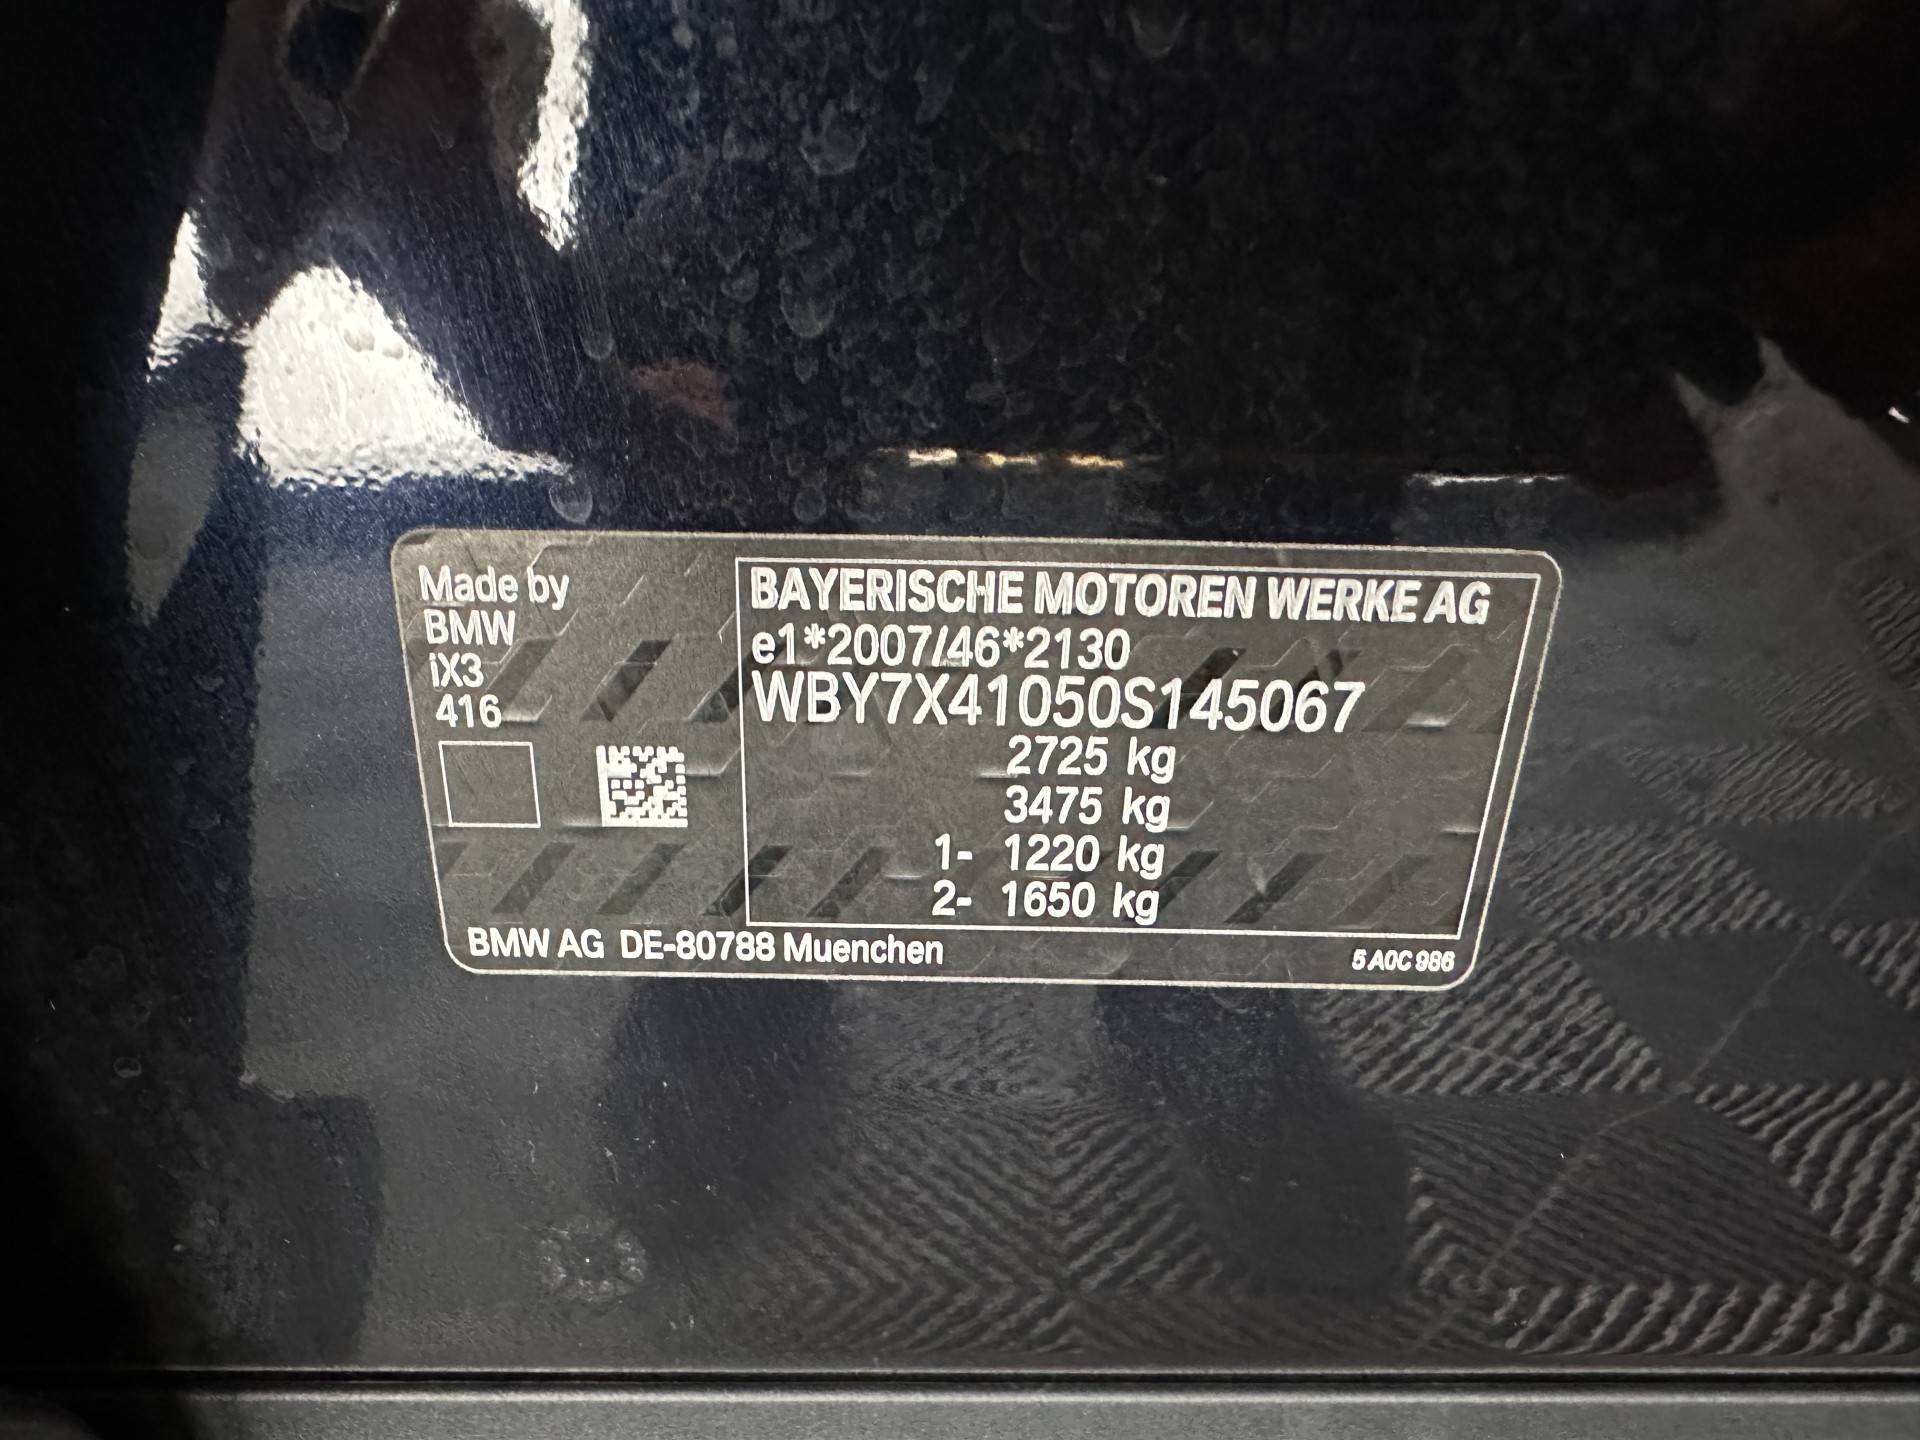 Made by
BMW
iX3
416
BAYERISCHE MOTOREN WERKE AG
e1*2007/46*2130
WBY7X41050S145067
2725 kg
3475 kg
1- 1220 kg
2- 1650 kg
BMW AG DE-80788 Muenchen
5 A0C 986